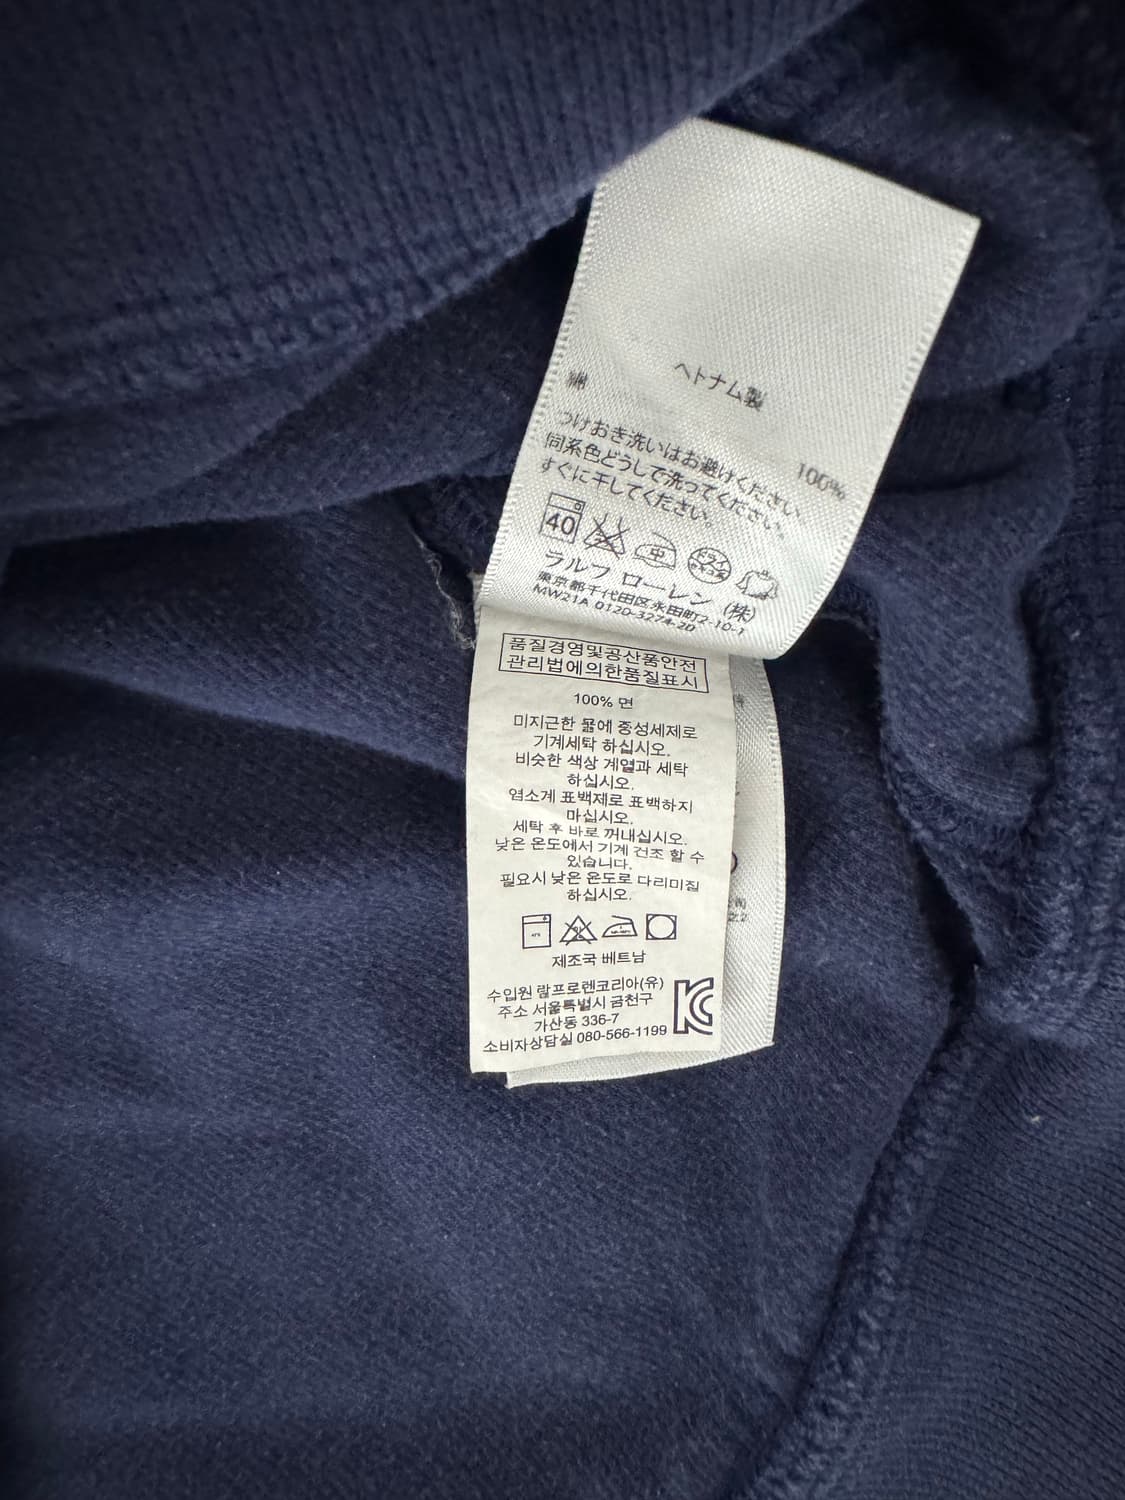 ベトナム製
綿 100%
つけおき洗いはお避けください。
同系色どうしで洗ってください。
すぐに干してください。
40
中
ドライ
ラルフ ローレン (株)
東京都千代田区永田町2-10-1
MW21A 0120-3274-20
품질경영및공산품안전
관리법에의한품질표시
100% 면
미지근한 물에 중성세제로
기계세탁 하십시오.
비슷한 색상 계열과 세탁
하십시오.
염소계 표백제로 표백하지
마십시오.
세탁 후 바로 꺼내십시오.
낮은 온도에서 기계 건조 할 수
있습니다.
필요시 낮은 온도로 다리미질
하십시오.
제조국 베트남
수입원 랄프로렌코리아(유)
주소 서울특별시 금천구
가산동 336-7
소비자상담실 080-566-1199